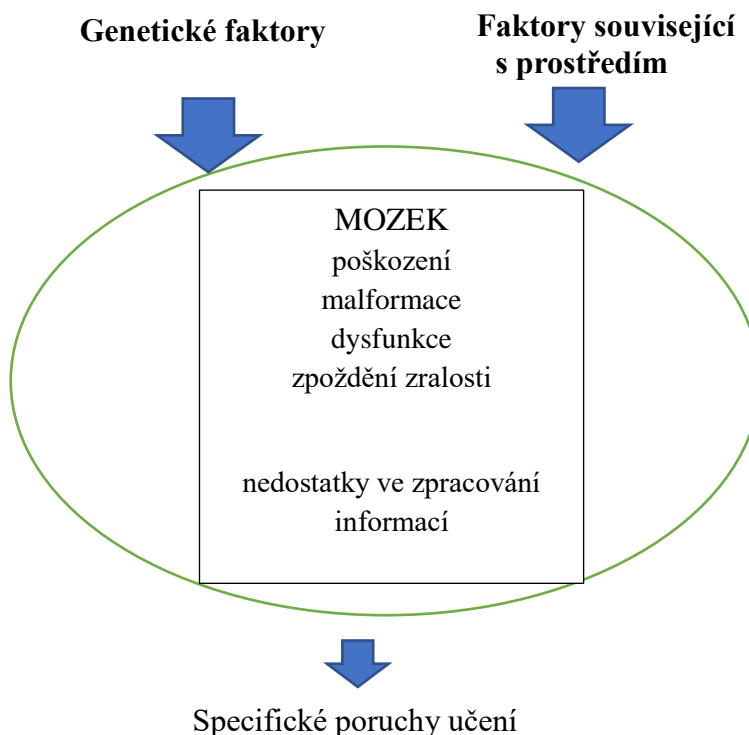 Genetické faktory
Faktory související
s prostředím
MOZEK
poškození
malformace
dysfunkce
zpoždění zralosti
nedostatky ve zpracování
informací
Specifické poruchy učení